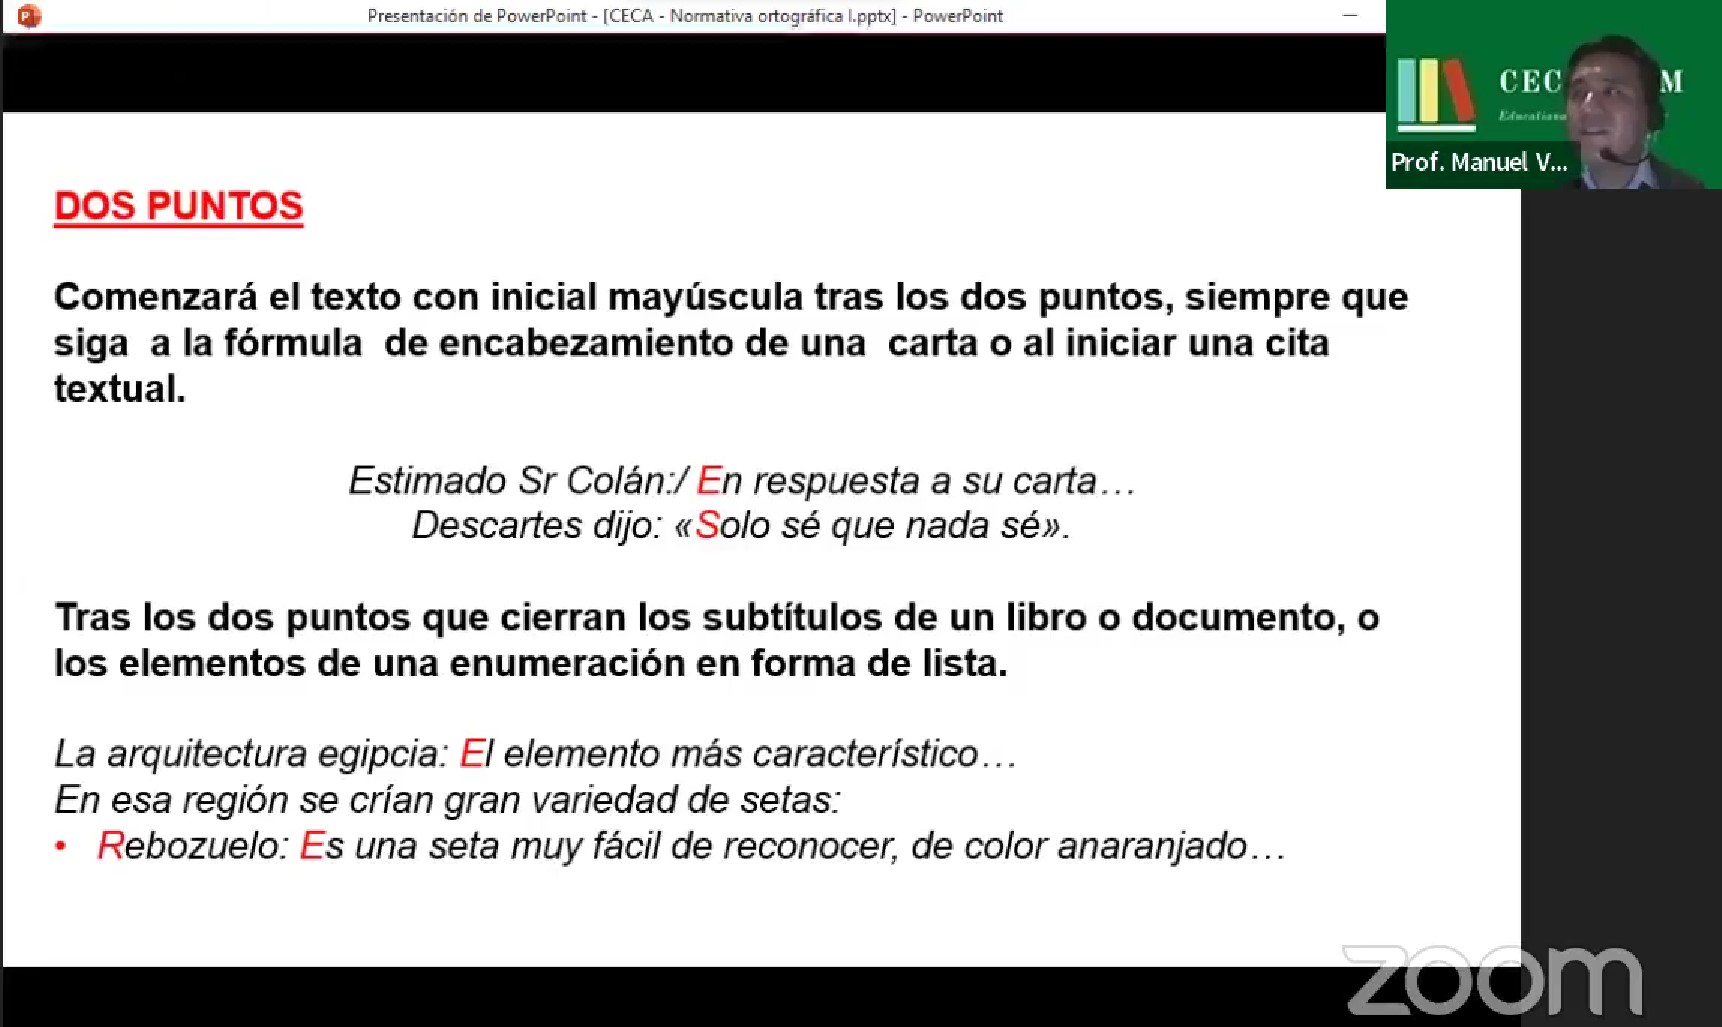 Presentación de PowerPoint - [CECA - Normativa ortográfica I.pptx] - PowerPoint
CEC M
Prof. Manuel V...
DOS PUNTOS
Comenzará el texto con inicial mayúscula tras los dos puntos, siempre que
siga a la fórmula de encabezamiento de una carta o al iniciar una cita
textual.
Estimado Sr Colán:/ En respuesta a su carta…
Descartes dijo: «Solo sé que nada sé».
Tras los dos puntos que cierran los subtítulos de un libro o documento, o
los elementos de una enumeración en forma de lista.
La arquitectura egipcia: El elemento más característico…
En esa región se crían gran variedad de setas:
• Rebozuelo: Es una seta muy fácil de reconocer, de color anaranjado…
zoom